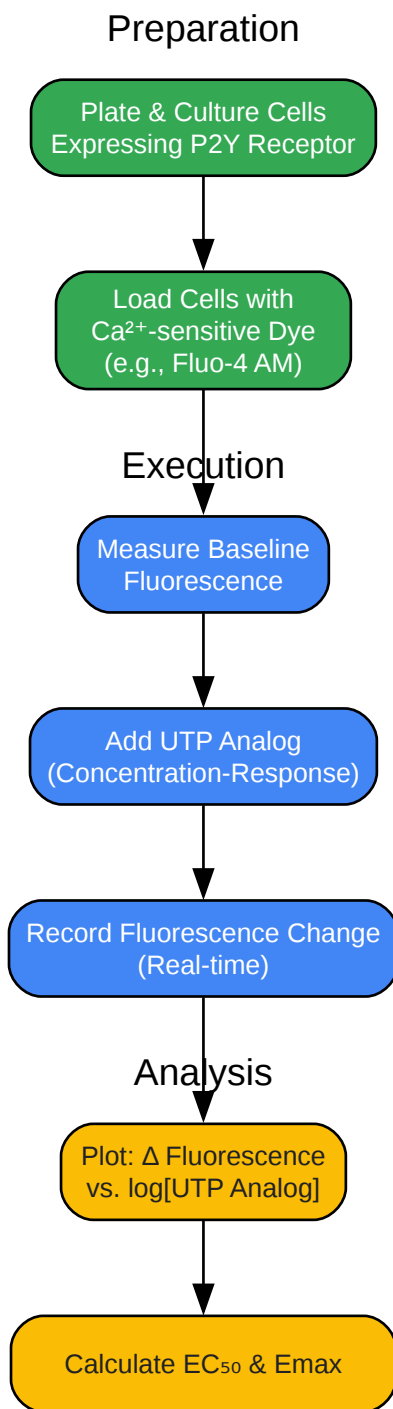 Preparation
Plate & Culture Cells
Expressing P2Y Receptor
Load Cells with
Ca²⁺-sensitive Dye
(e.g., Fluo-4 AM)
Execution
Measure Baseline
Fluorescence
Add UTP Analog
(Concentration-Response)
Record Fluorescence Change
(Real-time)
Analysis
Plot: Δ Fluorescence
vs. log[UTP Analog]
Calculate EC₅₀ & Emax